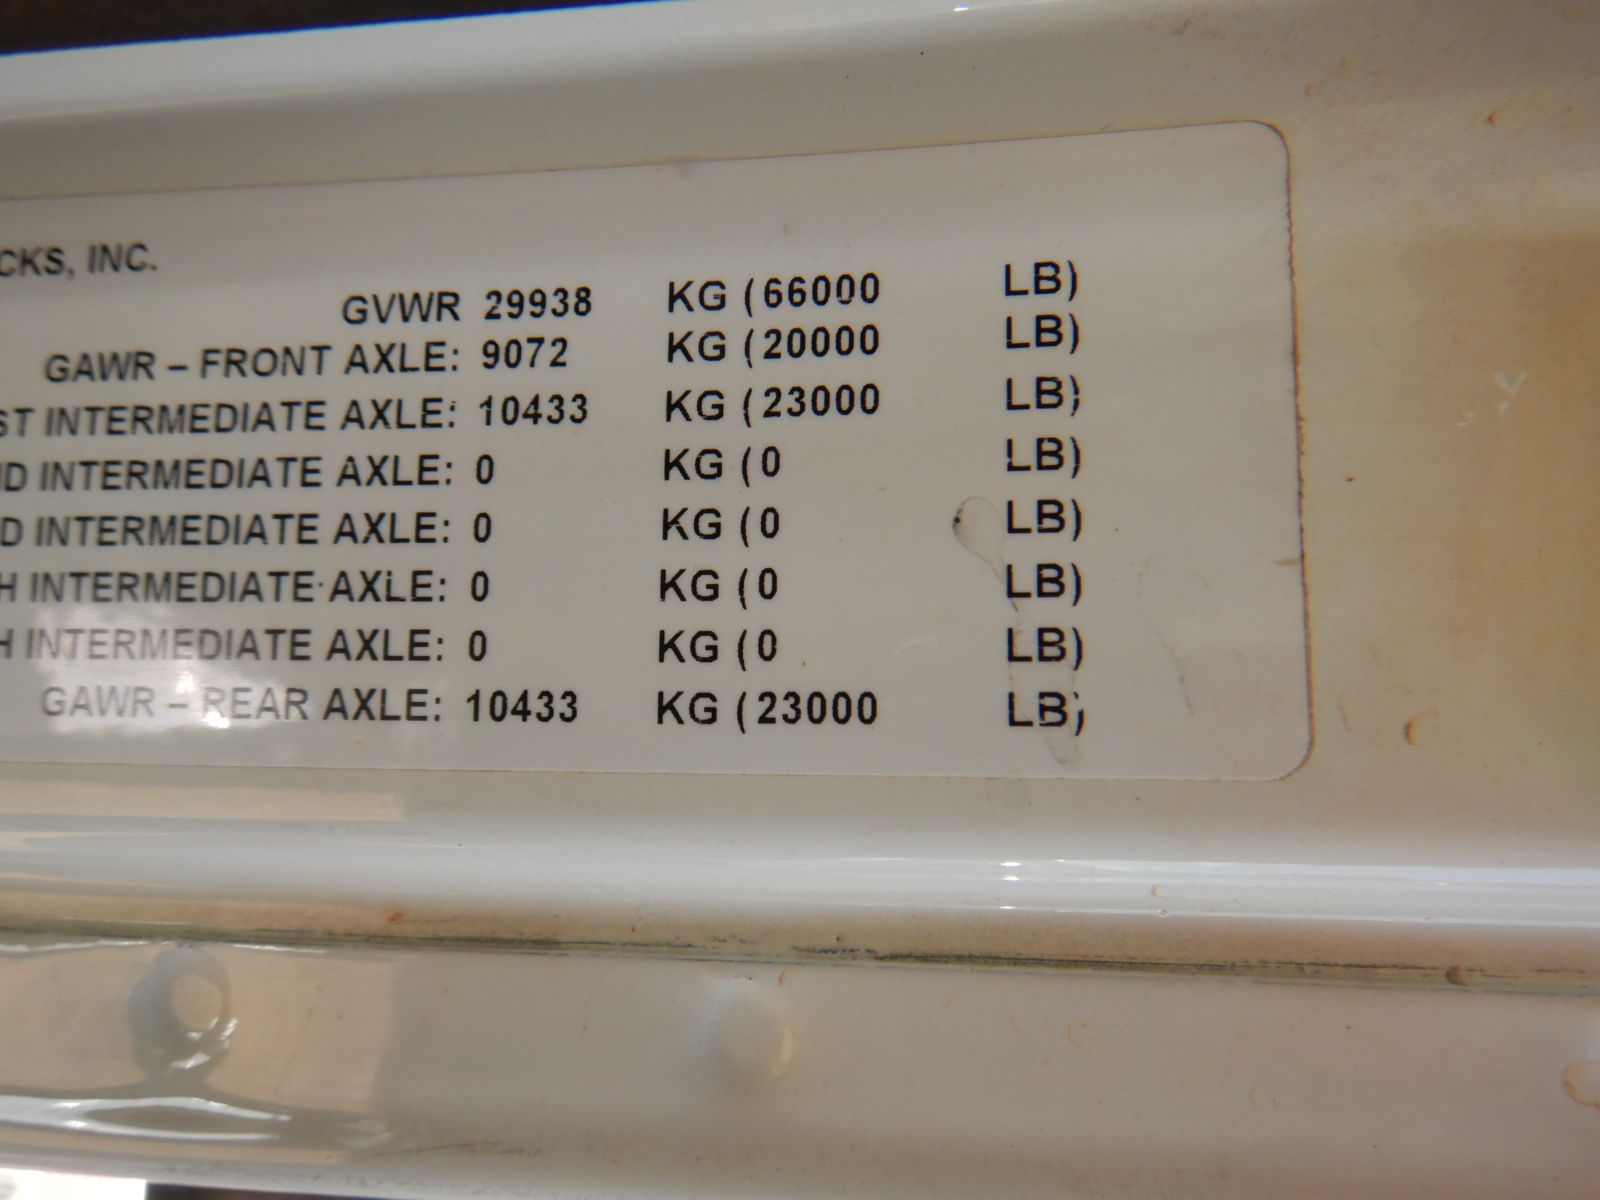 CKS, INC.
GVWR 29938 KG (66000 LB)
GAWR – FRONT AXLE: 9072 KG (20000 LB)
ST INTERMEDIATE AXLE: 10433 KG (23000 LB)
ND INTERMEDIATE AXLE: 0 KG (0 LB)
D INTERMEDIATE AXLE: 0 KG (0 LB)
H INTERMEDIATE AXLE: 0 KG (0 LB)
H INTERMEDIATE AXLE: 0 KG (0 LB)
GAWR – REAR AXLE: 10433 KG (23000 LB)